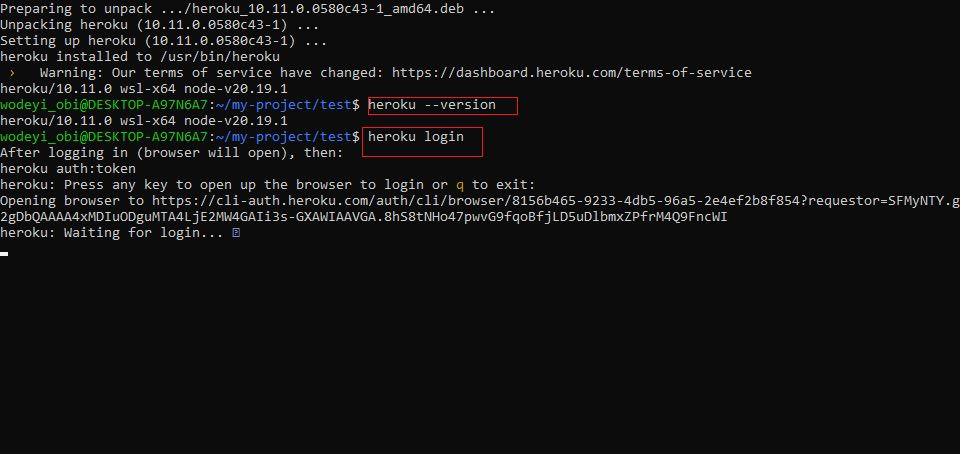 Preparing to unpack .../heroku_10.11.0.0580c43-1_amd64.deb ...
Unpacking heroku (10.11.0.0580c43-1) ...
Setting up heroku (10.11.0.0580c43-1) ...
heroku installed to /usr/bin/heroku
 ›   Warning: Our terms of service have changed: https://dashboard.heroku.com/terms-of-service
heroku/10.11.0 wsl-x64 node-v20.19.1
wodeyi_obi@DESKTOP-A97N6A7:~/my-project/test$ heroku --version
heroku/10.11.0 wsl-x64 node-v20.19.1
wodeyi_obi@DESKTOP-A97N6A7:~/my-project/test$ heroku login
After logging in (browser will open), then:
heroku auth:token
heroku: Press any key to open up the browser to login or q to exit:
Opening browser to https://cli-auth.heroku.com/auth/cli/browser/8156b465-9233-4db5-96a5-2e4ef2b8f854?requestor=SFMyNTY.g
2gDbQAAAA4xMDIuODguMTA4LjE2MW4GAIi3s-GXAWIAAVGA.8hS8tNHo47pwvG9fqoBfjLD5uDlbmxZPfrM4Q9FncWI
heroku: Waiting for login...